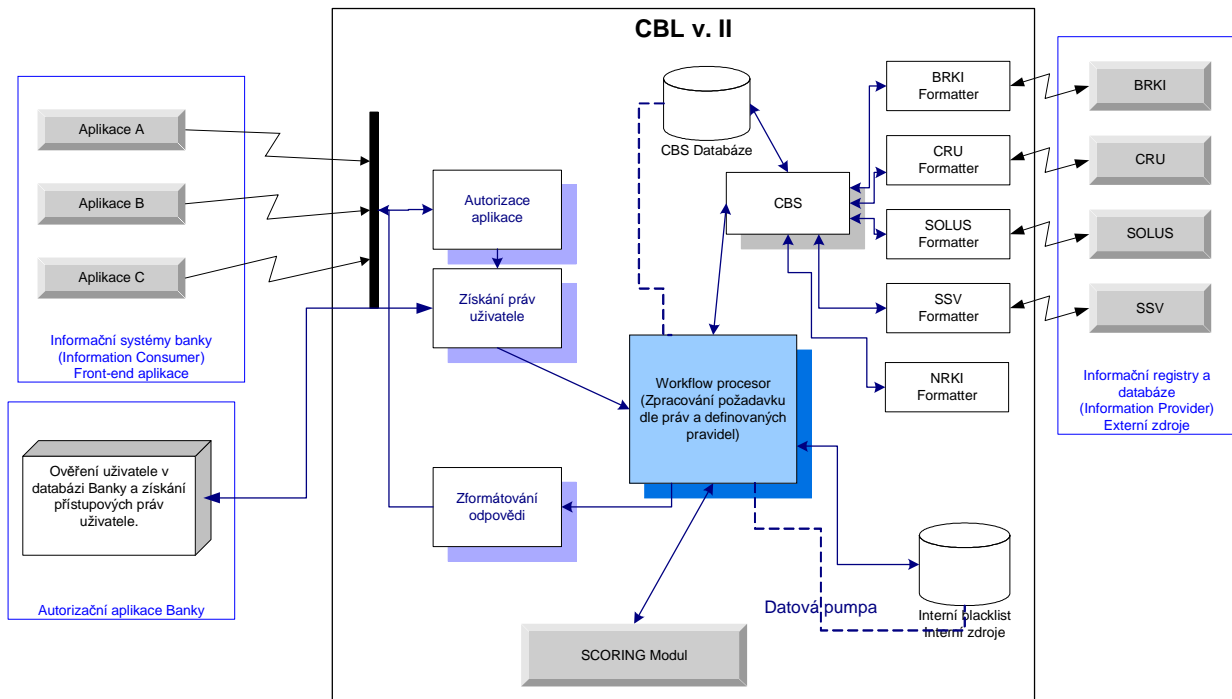 CBL v. II
Aplikace A
Aplikace B
Aplikace C
Informační systémy banky
(Information Consumer)
Front-end aplikace
Ověření uživatele v
databázi Banky a získání
přístupových práv
uživatele.
Autorizační aplikace Banky
Autorizace
aplikace
Získání práv
uživatele
Zformátování
odpovědi
CBS Databáze
CBS
Workflow procesor
(Zpracování požadavku
dle práv a definovaných
pravidel)
Datová pumpa
SCORING Modul
Interní blacklist
Interní zdroje
BRKI
Formatter
CRU
Formatter
SOLUS
Formatter
SSV
Formatter
NRKI
Formatter
BRKI
CRU
SOLUS
SSV
Informační registry a
databáze
(Information Provider)
Externí zdroje